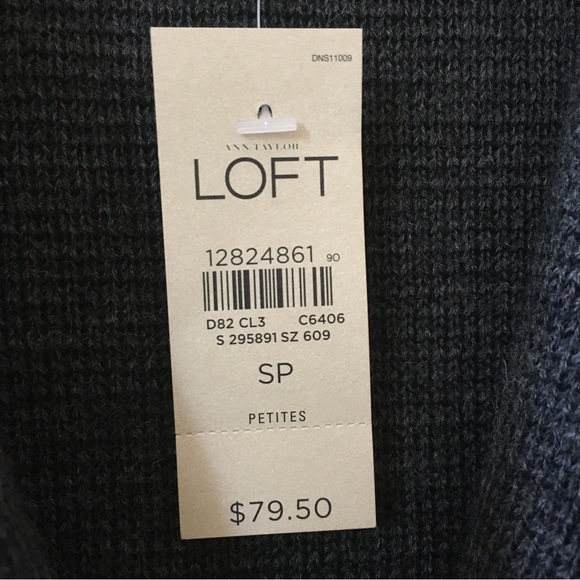 DNS11009
ANN TAYLOR
LOFT
12824861 90
D82 CL3 C6406
S 295891 SZ 609
SP
PETITES
$79.50